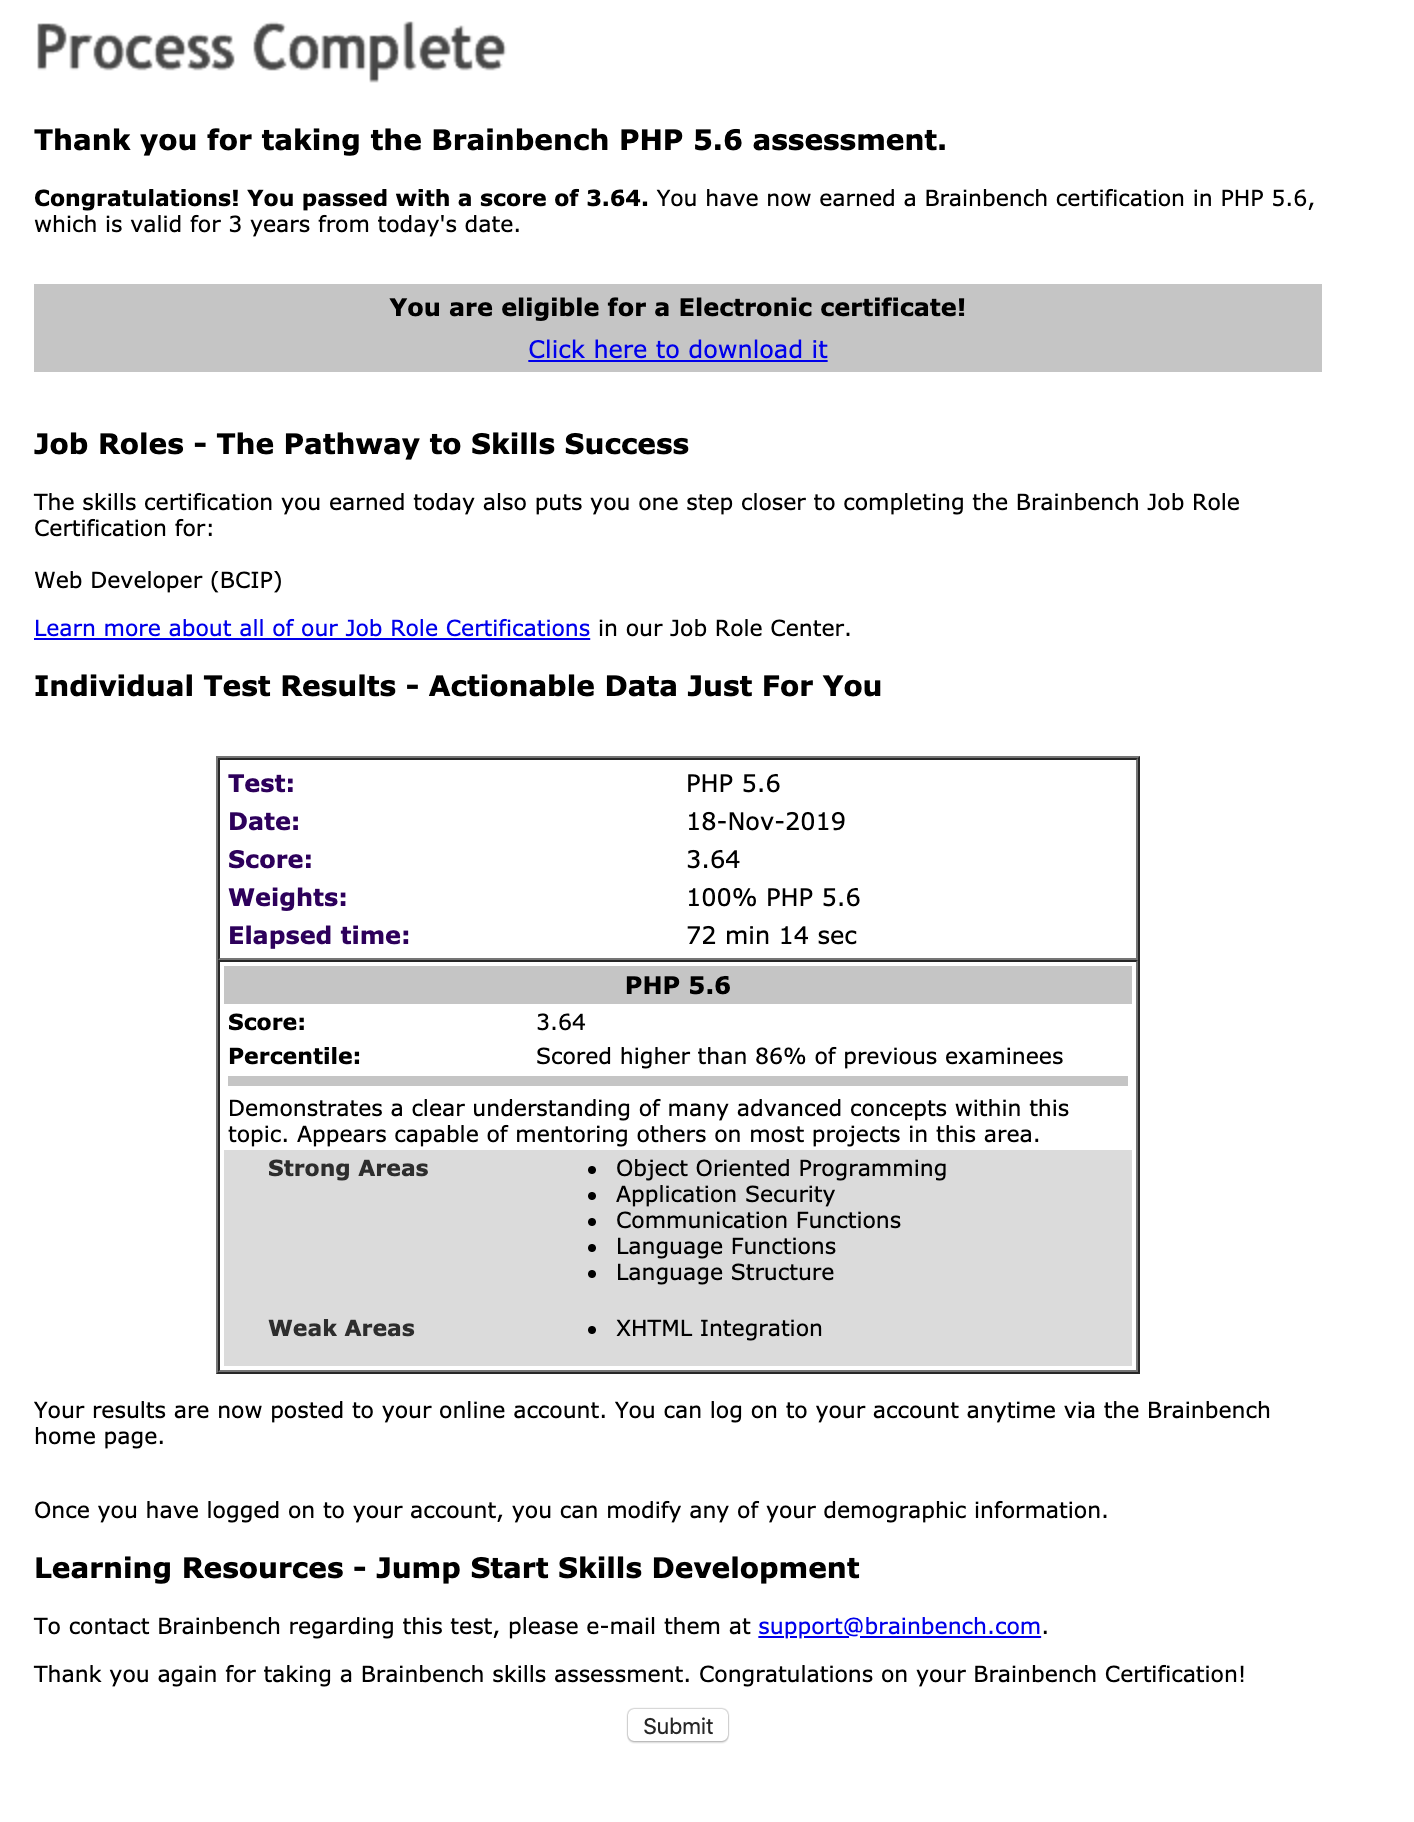 Process Complete
Thank you for taking the Brainbench PHP 5.6 assessment.
Congratulations! You passed with a score of 3.64. You have now earned a Brainbench certification in PHP 5.6,
which is valid for 3 years from today's date.
You are eligible for a Electronic certificate!
Click here to download it
Job Roles - The Pathway to Skills Success
The skills certification you earned today also puts you one step closer to completing the Brainbench Job Role
Certification for:
Web Developer (BCIP)
Learn more about all of our Job Role Certifications in our Job Role Center.
Individual Test Results - Actionable Data Just For You
Test: PHP 5.6
Date: 18-Nov-2019
Score: 3.64
Weights: 100% PHP 5.6
Elapsed time: 72 min 14 sec
PHP 5.6
Score: 3.64
Percentile: Scored higher than 86% of previous examinees
Demonstrates a clear understanding of many advanced concepts within this
topic. Appears capable of mentoring others on most projects in this area.
Strong Areas • Object Oriented Programming
• Application Security
• Communication Functions
• Language Functions
• Language Structure
Weak Areas • XHTML Integration
Your results are now posted to your online account. You can log on to your account anytime via the Brainbench
home page.
Once you have logged on to your account, you can modify any of your demographic information.
Learning Resources - Jump Start Skills Development
To contact Brainbench regarding this test, please e-mail them at support@brainbench.com.
Thank you again for taking a Brainbench skills assessment. Congratulations on your Brainbench Certification!
Submit